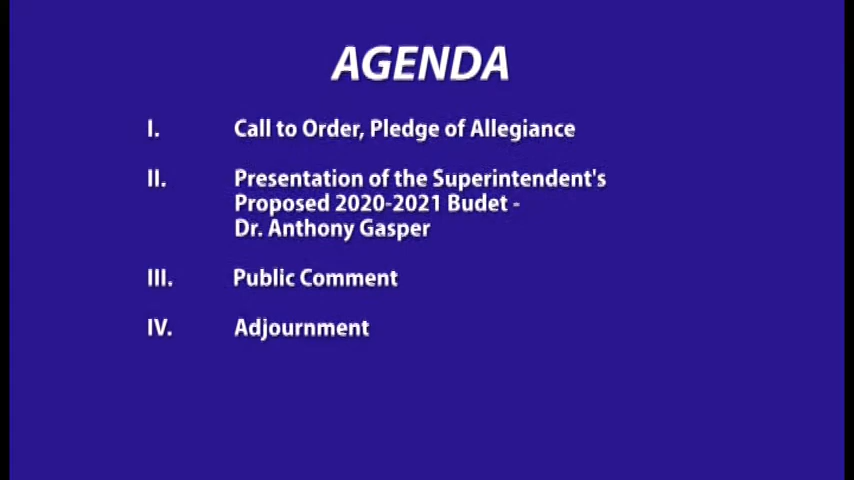 AGENDA
I. Call to Order, Pledge of Allegiance
II. Presentation of the Superintendent's
Proposed 2020-2021 Budet -
Dr. Anthony Gasper
III. Public Comment
IV. Adjournment